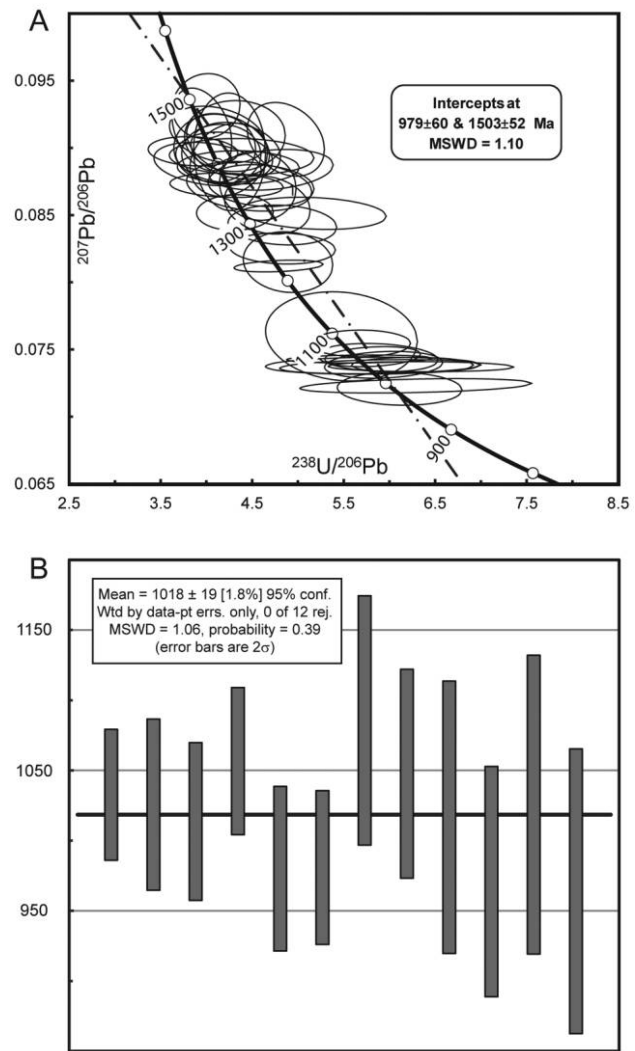 A
0.095
0.085
0.075
0.065
207Pb/206Pb
1500
1300
1100
900
Intercepts at
979±60 & 1503±52 Ma
MSWD = 1.10
238U/206Pb
2.5 3.5 4.5 5.5 6.5 7.5 8.5
B
Mean = 1018 ± 19 [1.8%] 95% conf.
Wtd by data-pt errs. only, 0 of 12 rej.
MSWD = 1.06, probability = 0.39
(error bars are 2σ)
1150
1050
950